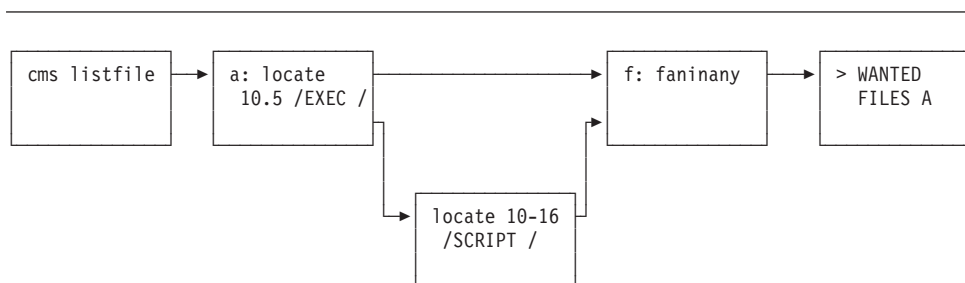 cms listfile
a: locate
10.5 /EXEC /
f: faninany
> WANTED
FILES A
locate 10-16
/SCRIPT /